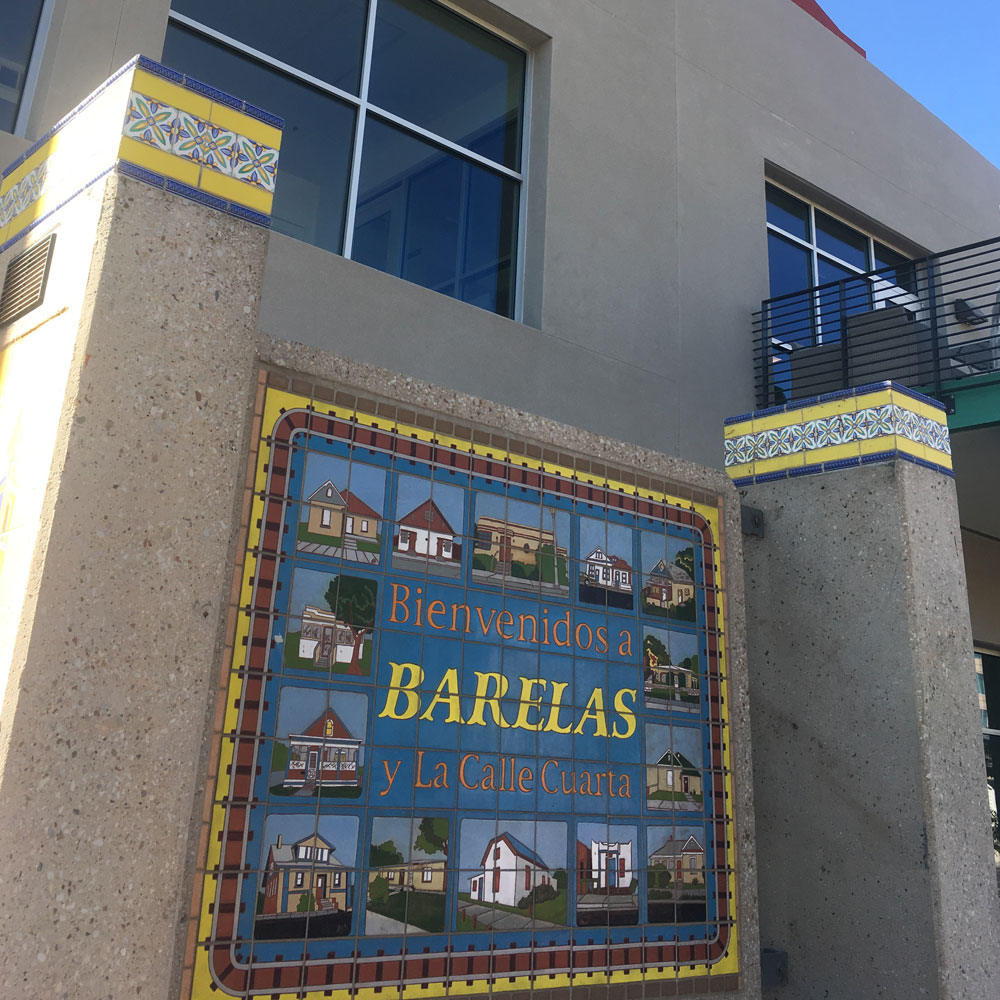 Bienvenidos a
BARELAS
y La Calle Cuarta